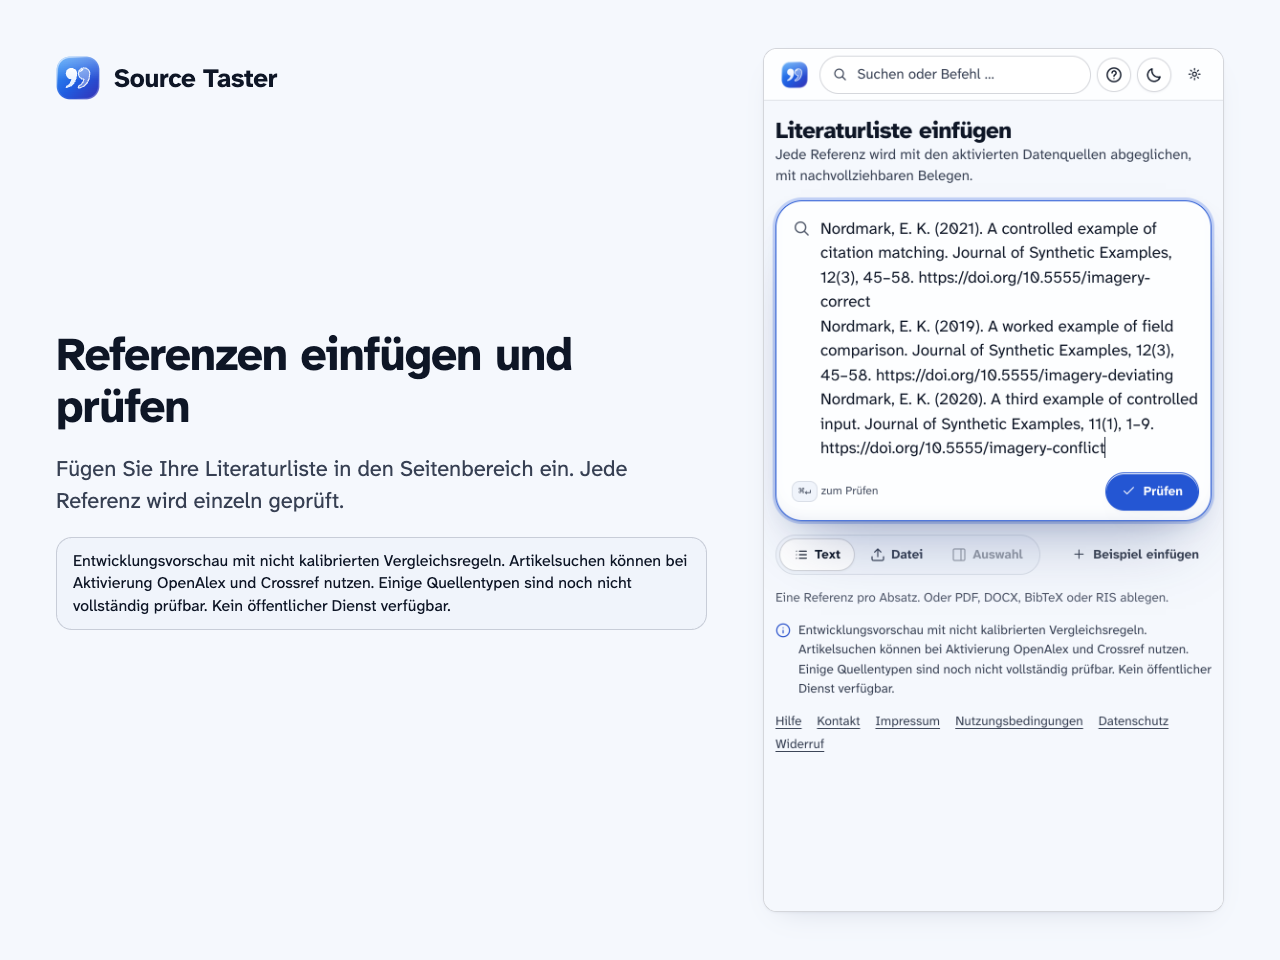 Source Taster
Referenzen einfügen und
prüfen
Fügen Sie Ihre Literaturliste in den Seitenbereich ein. Jede
Referenz wird einzeln geprüft.
Entwicklungsvorschau mit nicht kalibrierten Vergleichsregeln. Artikelsuchen können bei
Aktivierung OpenAlex und Crossref nutzen. Einige Quellentypen sind noch nicht
vollständig prüfbar. Kein öffentlicher Dienst verfügbar.
Suchen oder Befehl ...
Literaturliste einfügen
Jede Referenz wird mit den aktivierten Datenquellen abgeglichen,
mit nachvollziehbaren Belegen.
Nordmark, E. K. (2021). A controlled example of
citation matching. Journal of Synthetic Examples,
12(3), 45–58. https://doi.org/10.5555/imagery-
correct
Nordmark, E. K. (2019). A worked example of field
comparison. Journal of Synthetic Examples, 12(3),
45–58. https://doi.org/10.5555/imagery-deviating
Nordmark, E. K. (2020). A third example of controlled
input. Journal of Synthetic Examples, 11(1), 1–9.
https://doi.org/10.5555/imagery-conflict
⌘↵ zum Prüfen
Prüfen
Text
Datei
Auswahl
Beispiel einfügen
Eine Referenz pro Absatz. Oder PDF, DOCX, BibTeX oder RIS ablegen.
Entwicklungsvorschau mit nicht kalibrierten Vergleichsregeln.
Artikelsuchen können bei Aktivierung OpenAlex und Crossref nutzen.
Einige Quellentypen sind noch nicht vollständig prüfbar. Kein öffentlicher
Dienst verfügbar.
Hilfe Kontakt Impressum Nutzungsbedingungen Datenschutz
Widerruf